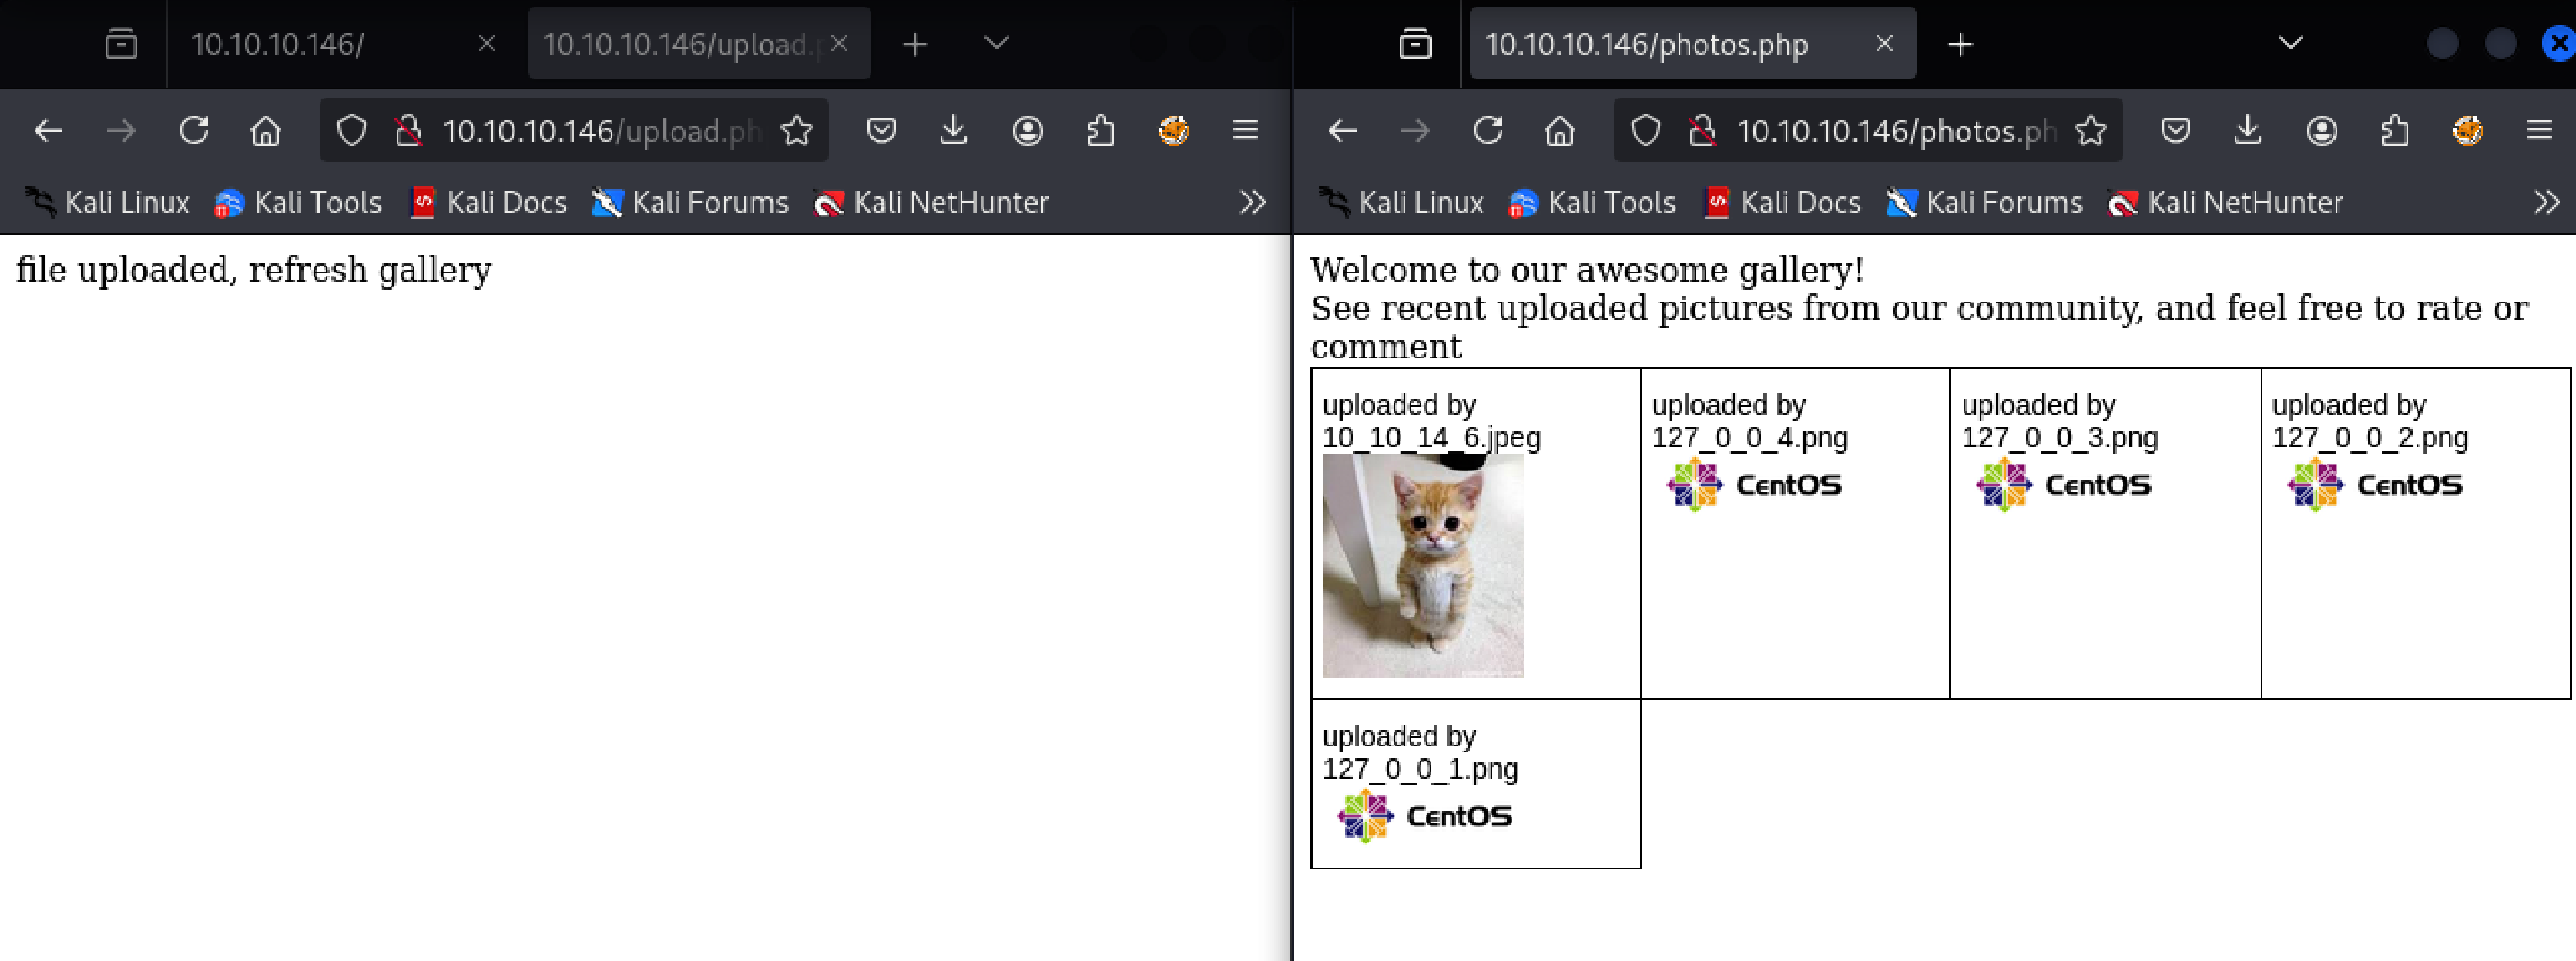 10.10.10.146/
10.10.10.146/upload.p
10.10.10.146/upload.ph
Kali Linux
Kali Tools
Kali Docs
Kali Forums
Kali NetHunter
file uploaded, refresh gallery
10.10.10.146/photos.php
10.10.10.146/photos.ph
Kali Linux
Kali Tools
Kali Docs
Kali Forums
Kali NetHunter
Welcome to our awesome gallery!
See recent uploaded pictures from our community, and feel free to rate or
comment
uploaded by
10_10_14_6.jpeg
uploaded by
127_0_0_4.png
CentOS
uploaded by
127_0_0_3.png
CentOS
uploaded by
127_0_0_2.png
CentOS
uploaded by
127_0_0_1.png
CentOS